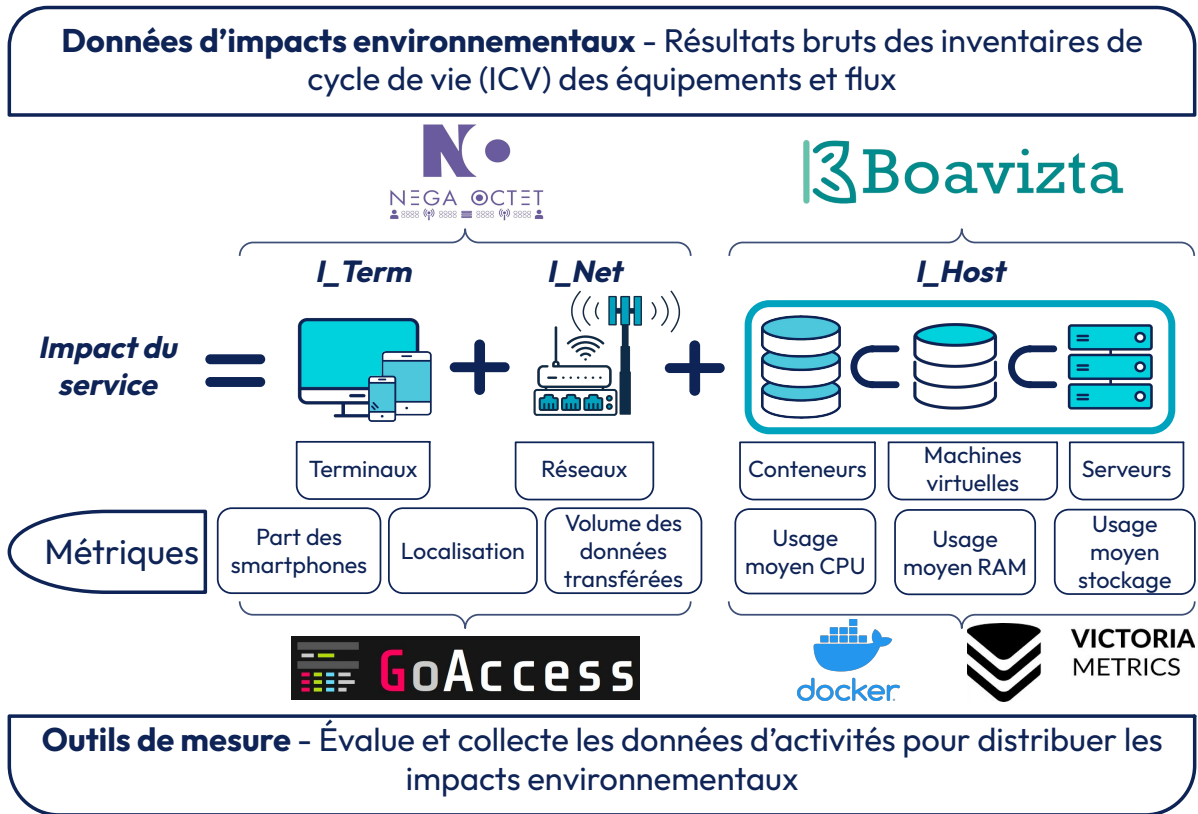 Données d'impacts environnementaux - Résultats bruts des inventaires de
cycle de vie (ICV) des équipements et flux
NEGA OCTET
Boavizta
I_Term
I_Net
I_Host
Impact du
service
=
+
+
Terminaux
Réseaux
Conteneurs
Machines
virtuelles
Serveurs
Métriques
Part des
smartphones
Localisation
Volume des
données
transférées
Usage
moyen CPU
Usage
moyen RAM
Usage
moyen
stockage
GoAccess
docker
VICTORIA
METRICS
Outils de mesure - Évalue et collecte les données d'activités pour distribuer les
impacts environnementaux